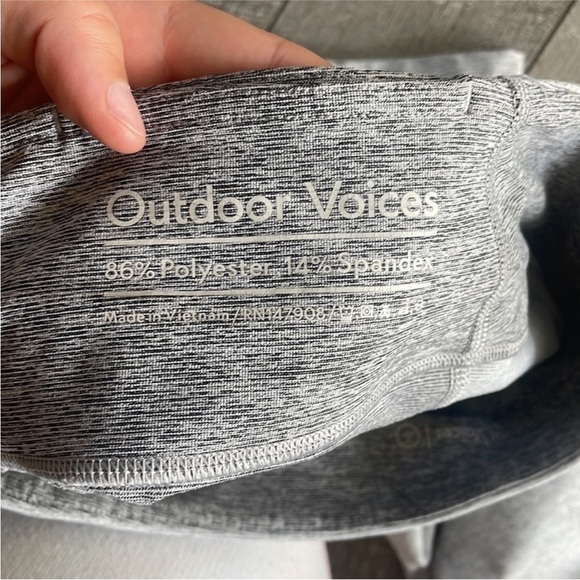 Outdoor Voices
86% Polyester, 14% Spandex
Made in Vietnam / RN147908 /